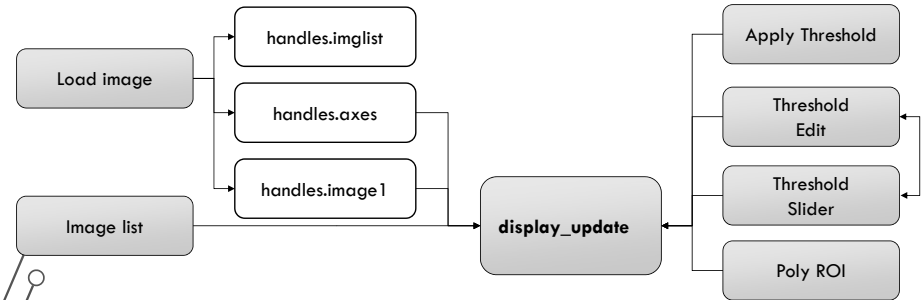 Load image
handles.imglist
handles.axes
handles.image1
Image list
display_update
Apply Threshold
Threshold
Edit
Threshold
Slider
Poly ROI